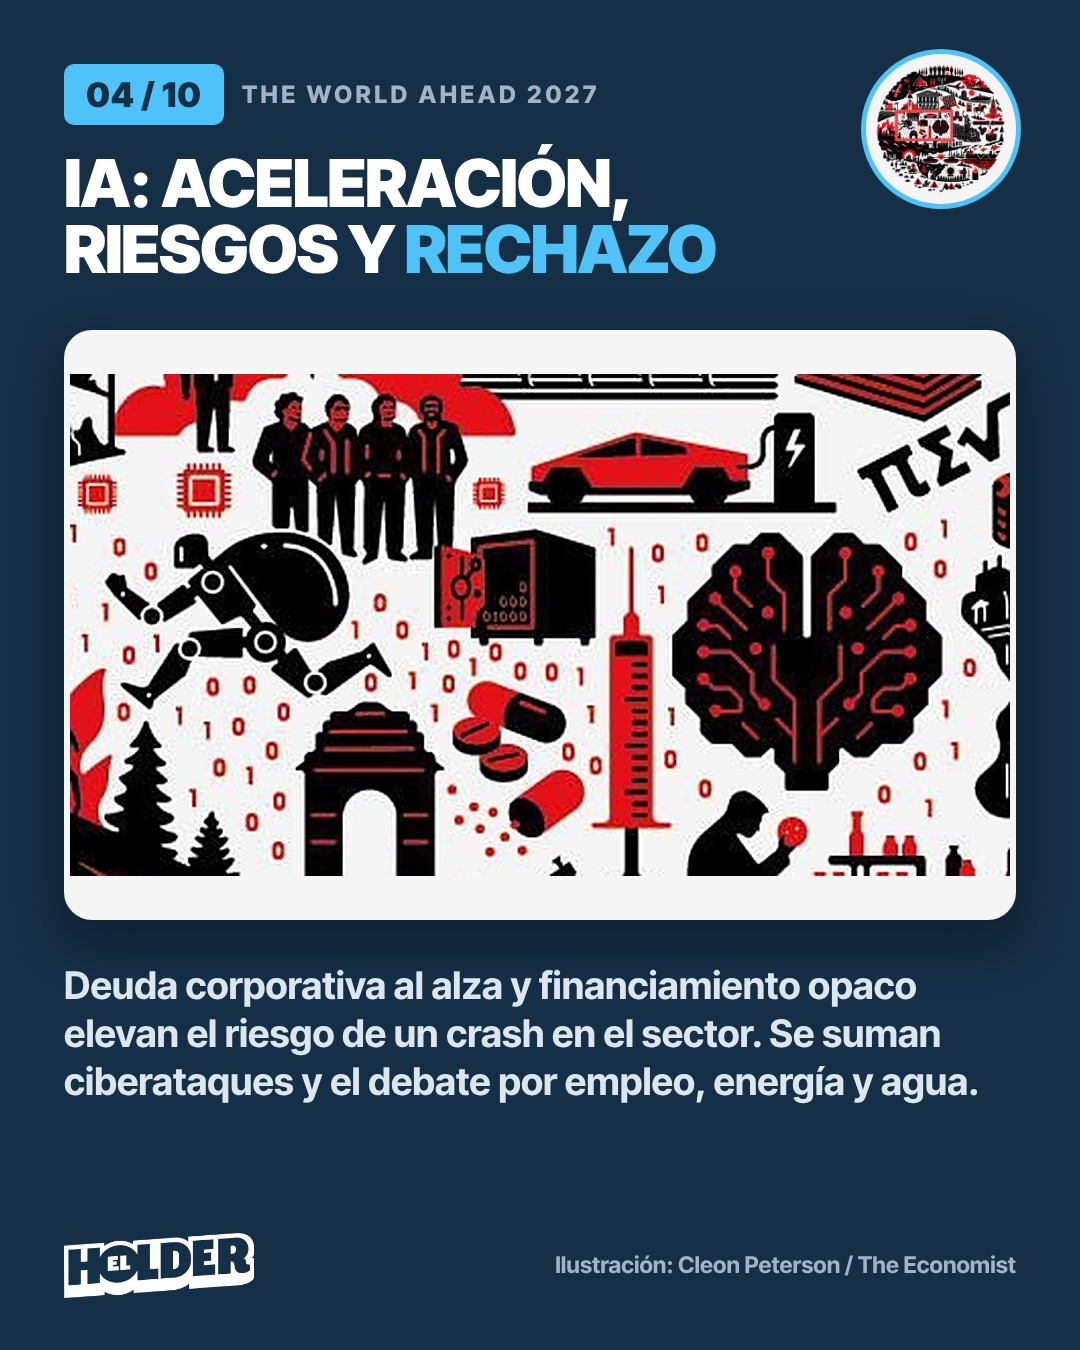 04 / 10
THE WORLD AHEAD 2027
IA: ACELERACIÓN,
RIESGOS Y RECHAZO
πΣν√
Deuda corporativa al alza y financiamiento opaco
elevan el riesgo de un crash en el sector. Se suman
ciberataques y el debate por empleo, energía y agua.
EL HOLDER
Ilustración: Cleon Peterson / The Economist